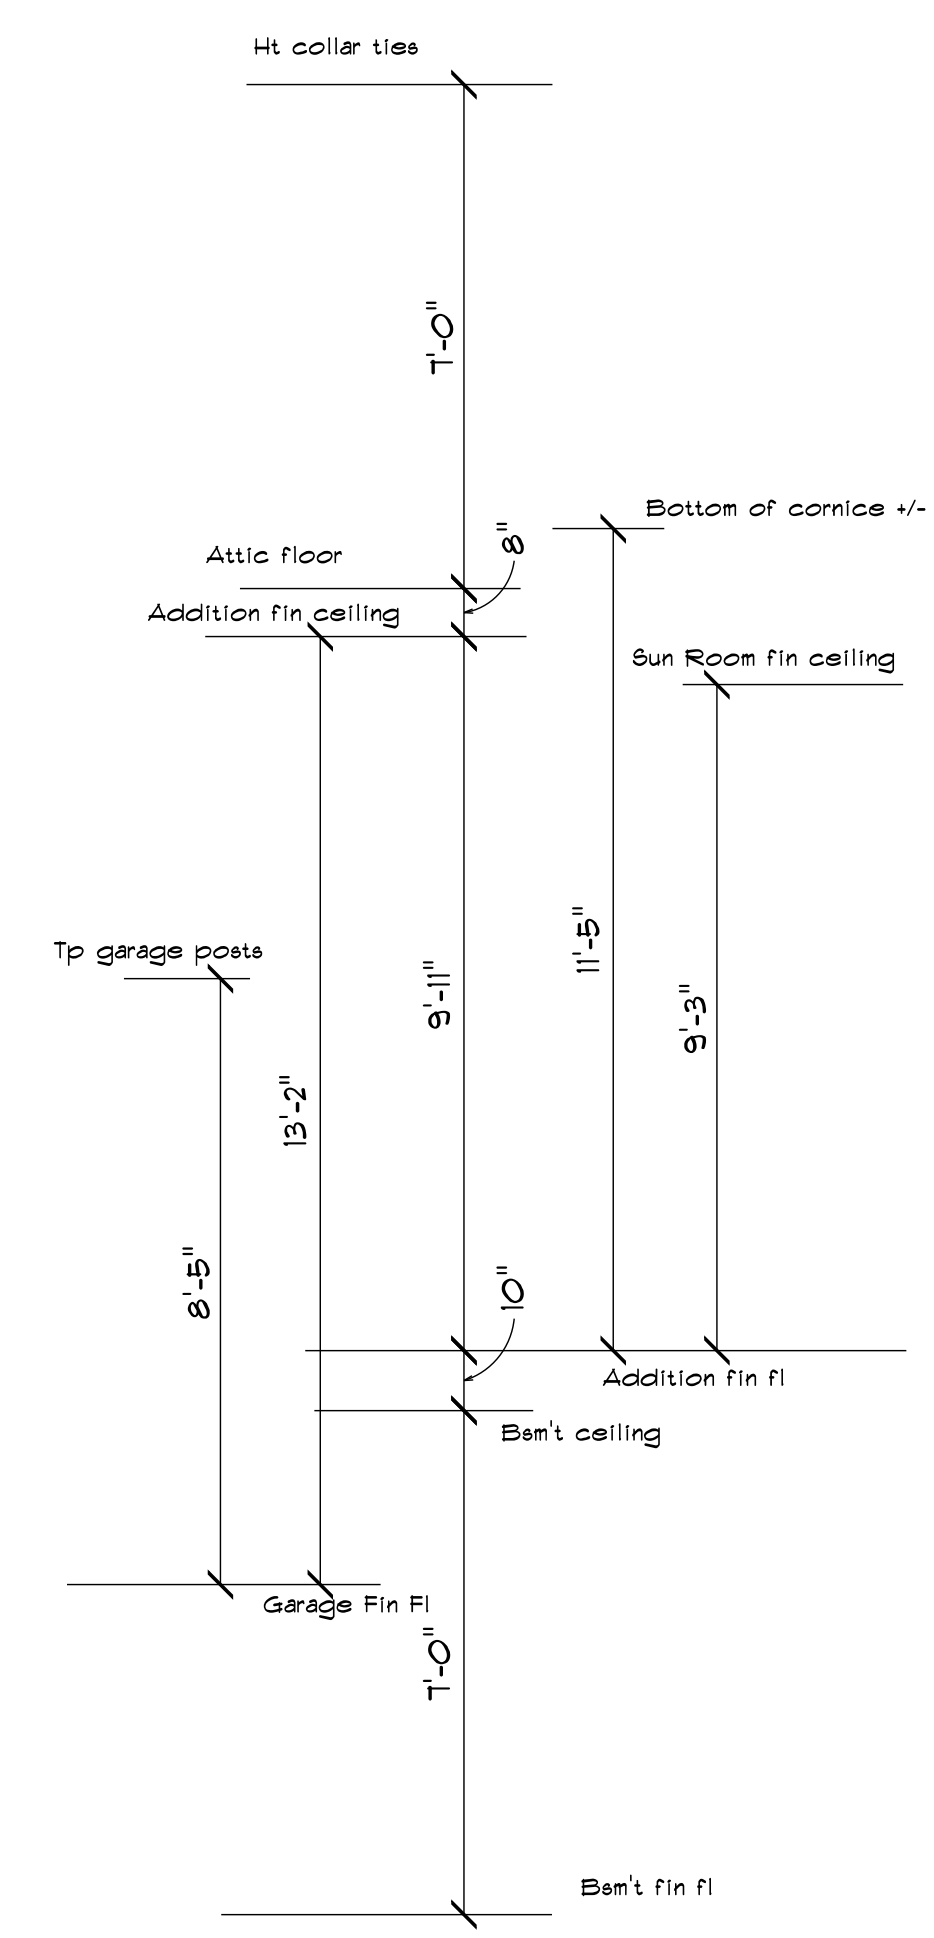 Ht collar ties
7'-0"
Bottom of cornice +/-
8"
Attic floor
Addition fin ceiling
Sun Room fin ceiling
11'-5"
Tp garage posts
9'-11"
9'-3"
13'-2"
8'-5"
10"
Addition fin fl
Bsm't ceiling
Garage Fin Fl
7'-0"
Bsm't fin fl